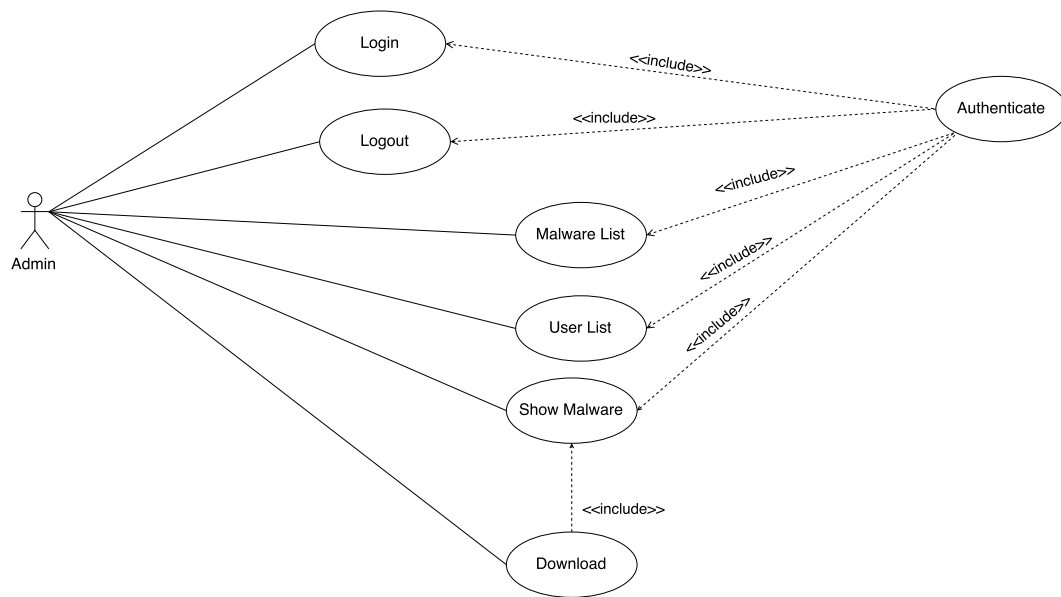 Login
<<include>>
Authenticate
<<include>>
Logout
<<include>>
Malware List
Admin
<<include>>
User List
<<include>>
Show Malware
<<include>>
Download